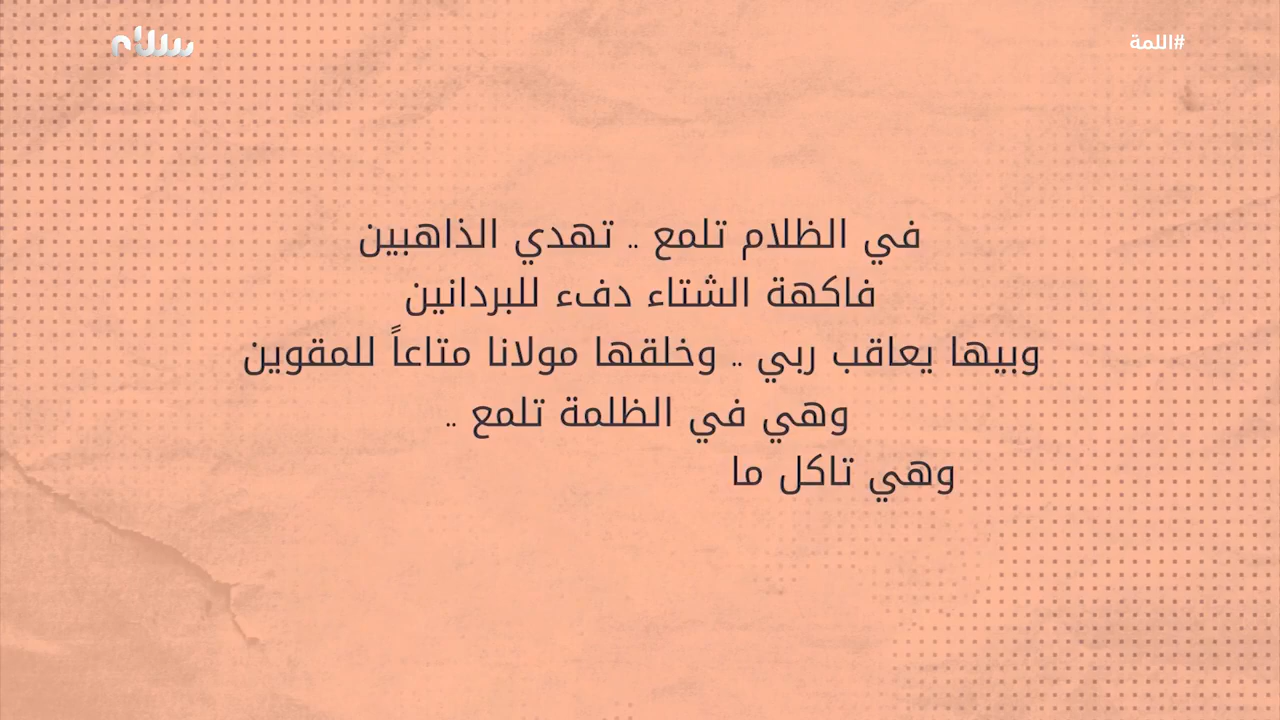 سلام
#اللمة
في الظلام تلمع .. تهدي الذاهبين
فاكهة الشتاء دفء للبردانين
وبيها يعاقب ربي .. وخلقها مولانا متاعاً للمقوين
وهي في الظلمة تلمع ..
وهي تاكل ما